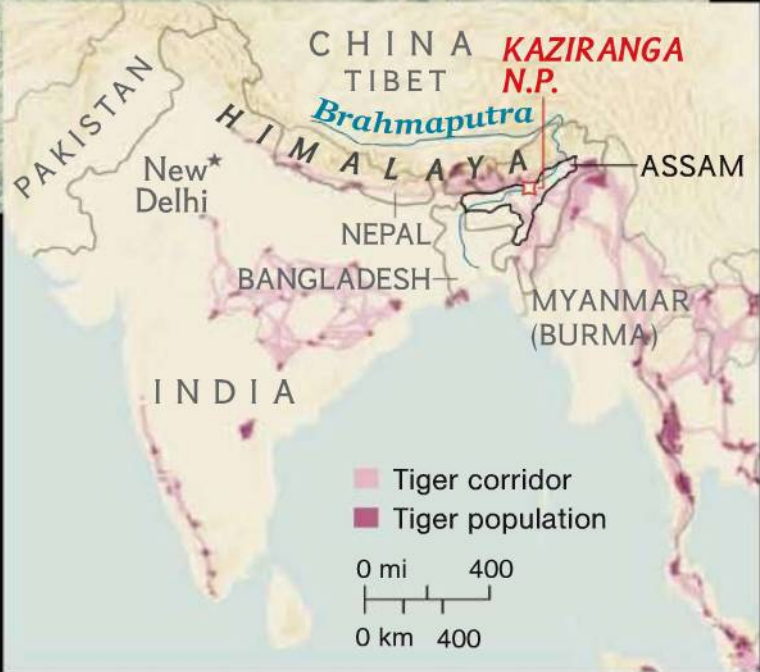 CHINA
TIBET
KAZIRANGA
N.P.
Brahmaputra
PAKISTAN
HIMALAYA
New
Delhi
ASSAM
NEPAL
BANGLADESH
MYANMAR
(BURMA)
INDIA
Tiger corridor
Tiger population
0 mi 400
0 km 400